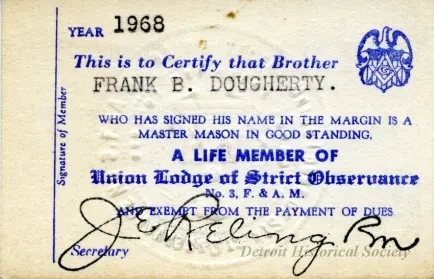 YEAR 1968
This is to Certify that Brother
FRANK B. DOUGHERTY.
WHO HAS SIGNED HIS NAME IN THE MARGIN IS A
MASTER MASON IN GOOD STANDING,
A LIFE MEMBER OF
Union Lodge of Strict Observance
No. 3, F. & A. M.
AND EXEMPT FROM THE PAYMENT OF DUES
Secretary
Signature of Member
G
Detroit Historical Society